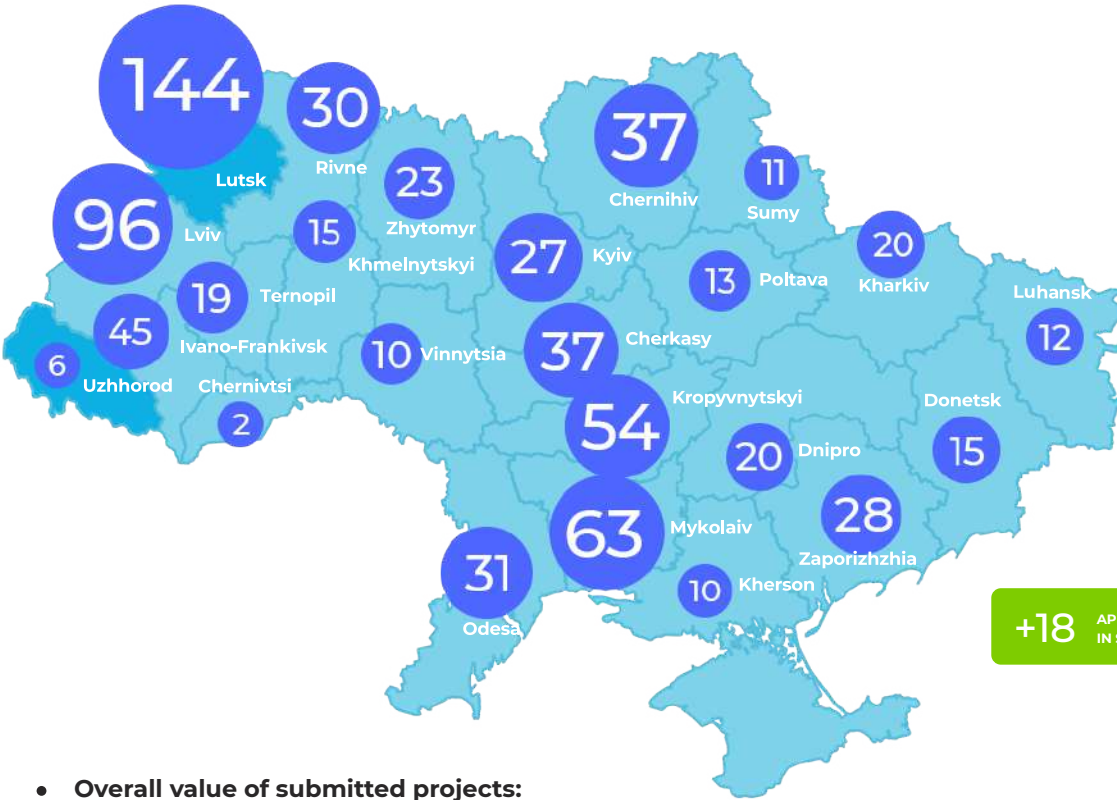 144
30
Rivne
Lutsk
37
Chernihiv
11
Sumy
23
Zhytomyr
96
Lviv
15
Khmelnytskyi
27
Kyiv
20
Kharkiv
13
Poltava
19
Ternopil
Luhansk
12
45
Ivano-Frankivsk
10
Vinnytsia
37
Cherkasy
6
Uzhhorod
Chernivtsi
2
54
Kropyvnytskyi
Donetsk
15
20
Dnipro
63
Mykolaiv
28
Zaporizhzhia
31
Odesa
10
Kherson
+18
• Overall value of submitted projects: